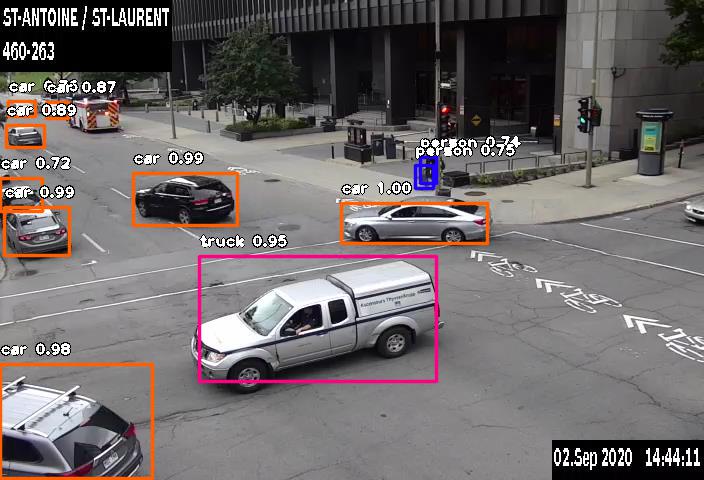 ST-ANTOINE / ST-LAURENT
460-263
car 0.87
car 0.89
car 0.72
car 0.99
car 0.99
car 1.00
person 0.74
person 0.75
truck 0.95
car 0.98
02.Sep 2020 14:44:11